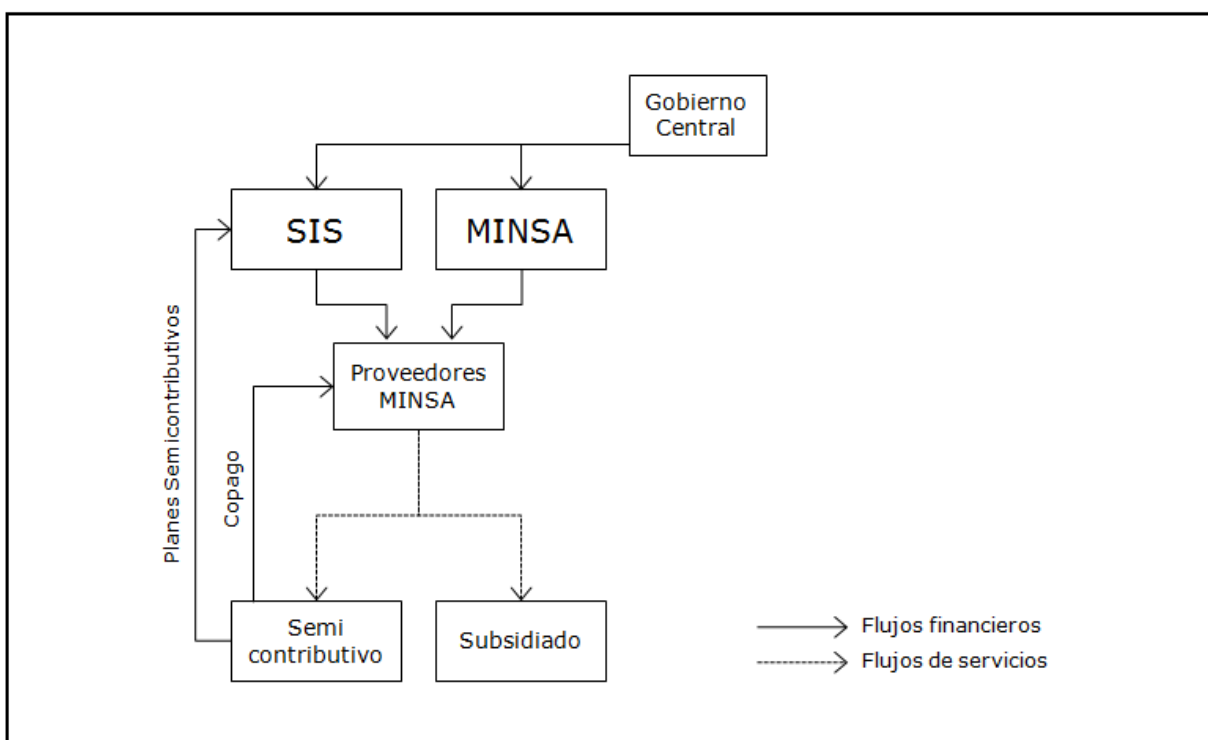 Gobierno
Central
SIS
MINSA
Planes Semicontributivos
Proveedores
MINSA
Copago
Semi
contributivo
Subsidiado
Flujos financieros
Flujos de servicios